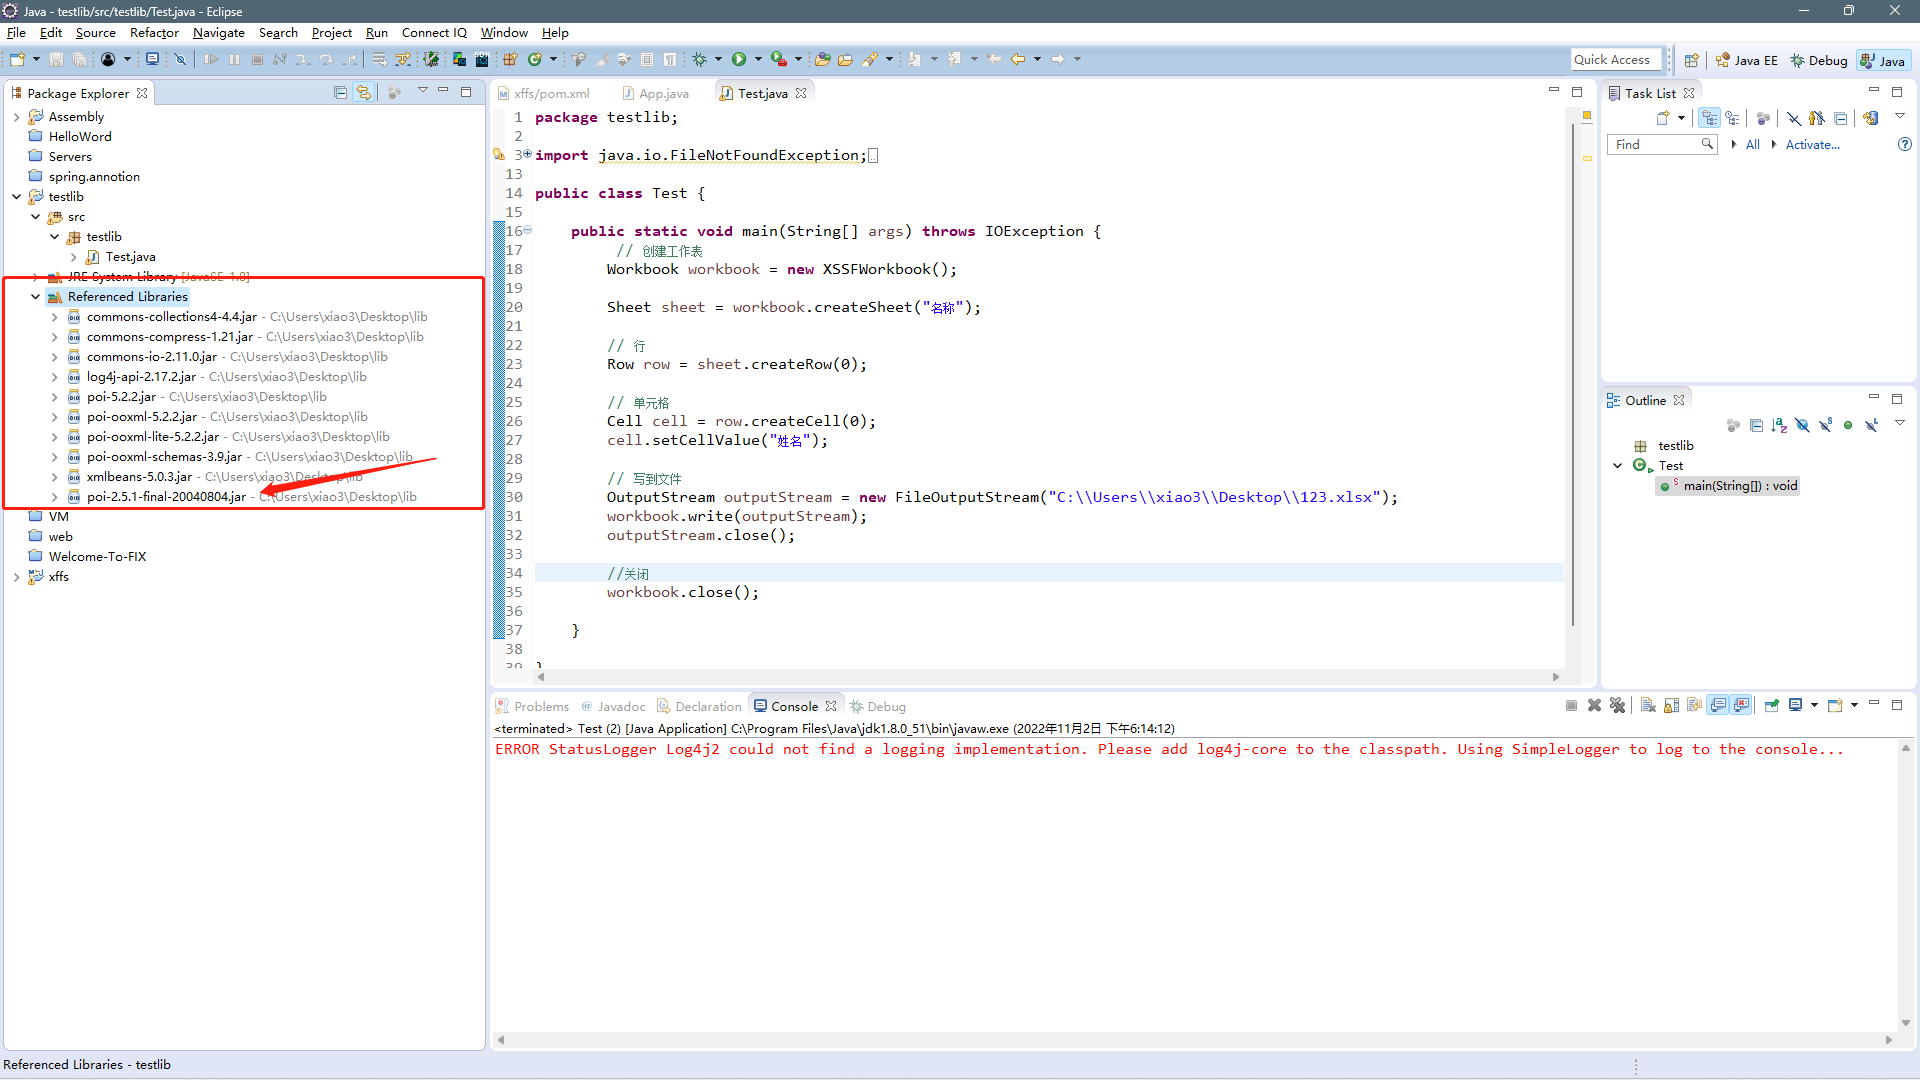 Java - testlib/src/testlib/Test.java - Eclipse
File Edit Source Refactor Navigate Search Project Run Connect IQ Window Help
Quick Access
Java EE
Debug
Java
Package Explorer
Assembly
HelloWord
Servers
spring.annotion
testlib
src
testlib
Test.java
JRE System Library [JavaSE-1.8]
Referenced Libraries
commons-collections4-4.4.jar - C:\Users\xiao3\Desktop\lib
commons-compress-1.21.jar - C:\Users\xiao3\Desktop\lib
commons-io-2.11.0.jar - C:\Users\xiao3\Desktop\lib
log4j-api-2.17.2.jar - C:\Users\xiao3\Desktop\lib
poi-5.2.2.jar - C:\Users\xiao3\Desktop\lib
poi-ooxml-5.2.2.jar - C:\Users\xiao3\Desktop\lib
poi-ooxml-lite-5.2.2.jar - C:\Users\xiao3\Desktop\lib
poi-ooxml-schemas-3.9.jar - C:\Users\xiao3\Desktop\lib
xmlbeans-5.0.3.jar - C:\Users\xiao3\Desktop\lib
poi-2.5.1-final-20040804.jar - C:\Users\xiao3\Desktop\lib
VM
web
Welcome-To-FIX
xffs
xffs/pom.xml
App.java
Test.java
1 package testlib;
2
3 import java.io.FileNotFoundException;
13
14 public class Test {
15
16 public static void main(String[] args) throws IOException {
17 // 创建工作表
18 Workbook workbook = new XSSFWorkbook();
19
20 Sheet sheet = workbook.createSheet("名称");
21
22 // 行
23 Row row = sheet.createRow(0);
24
25 // 单元格
26 Cell cell = row.createCell(0);
27 cell.setCellValue("姓名");
28
29 // 写到文件
30 OutputStream outputStream = new FileOutputStream("C:\\Users\\xiao3\\Desktop\\123.xlsx");
31 workbook.write(outputStream);
32 outputStream.close();
33
34 //关闭
35 workbook.close();
36
37 }
38
39 }
Task List
Find
All
Activate...
Outline
testlib
Test
main(String[]) : void
Problems
@ Javadoc
Declaration
Console
Debug
<terminated> Test (2) [Java Application] C:\Program Files\Java\jdk1.8.0_51\bin\javaw.exe (2022年11月2日 下午6:14:12)
ERROR StatusLogger Log4j2 could not find a logging implementation. Please add log4j-core to the classpath. Using SimpleLogger to log to the console...
Referenced Libraries - testlib